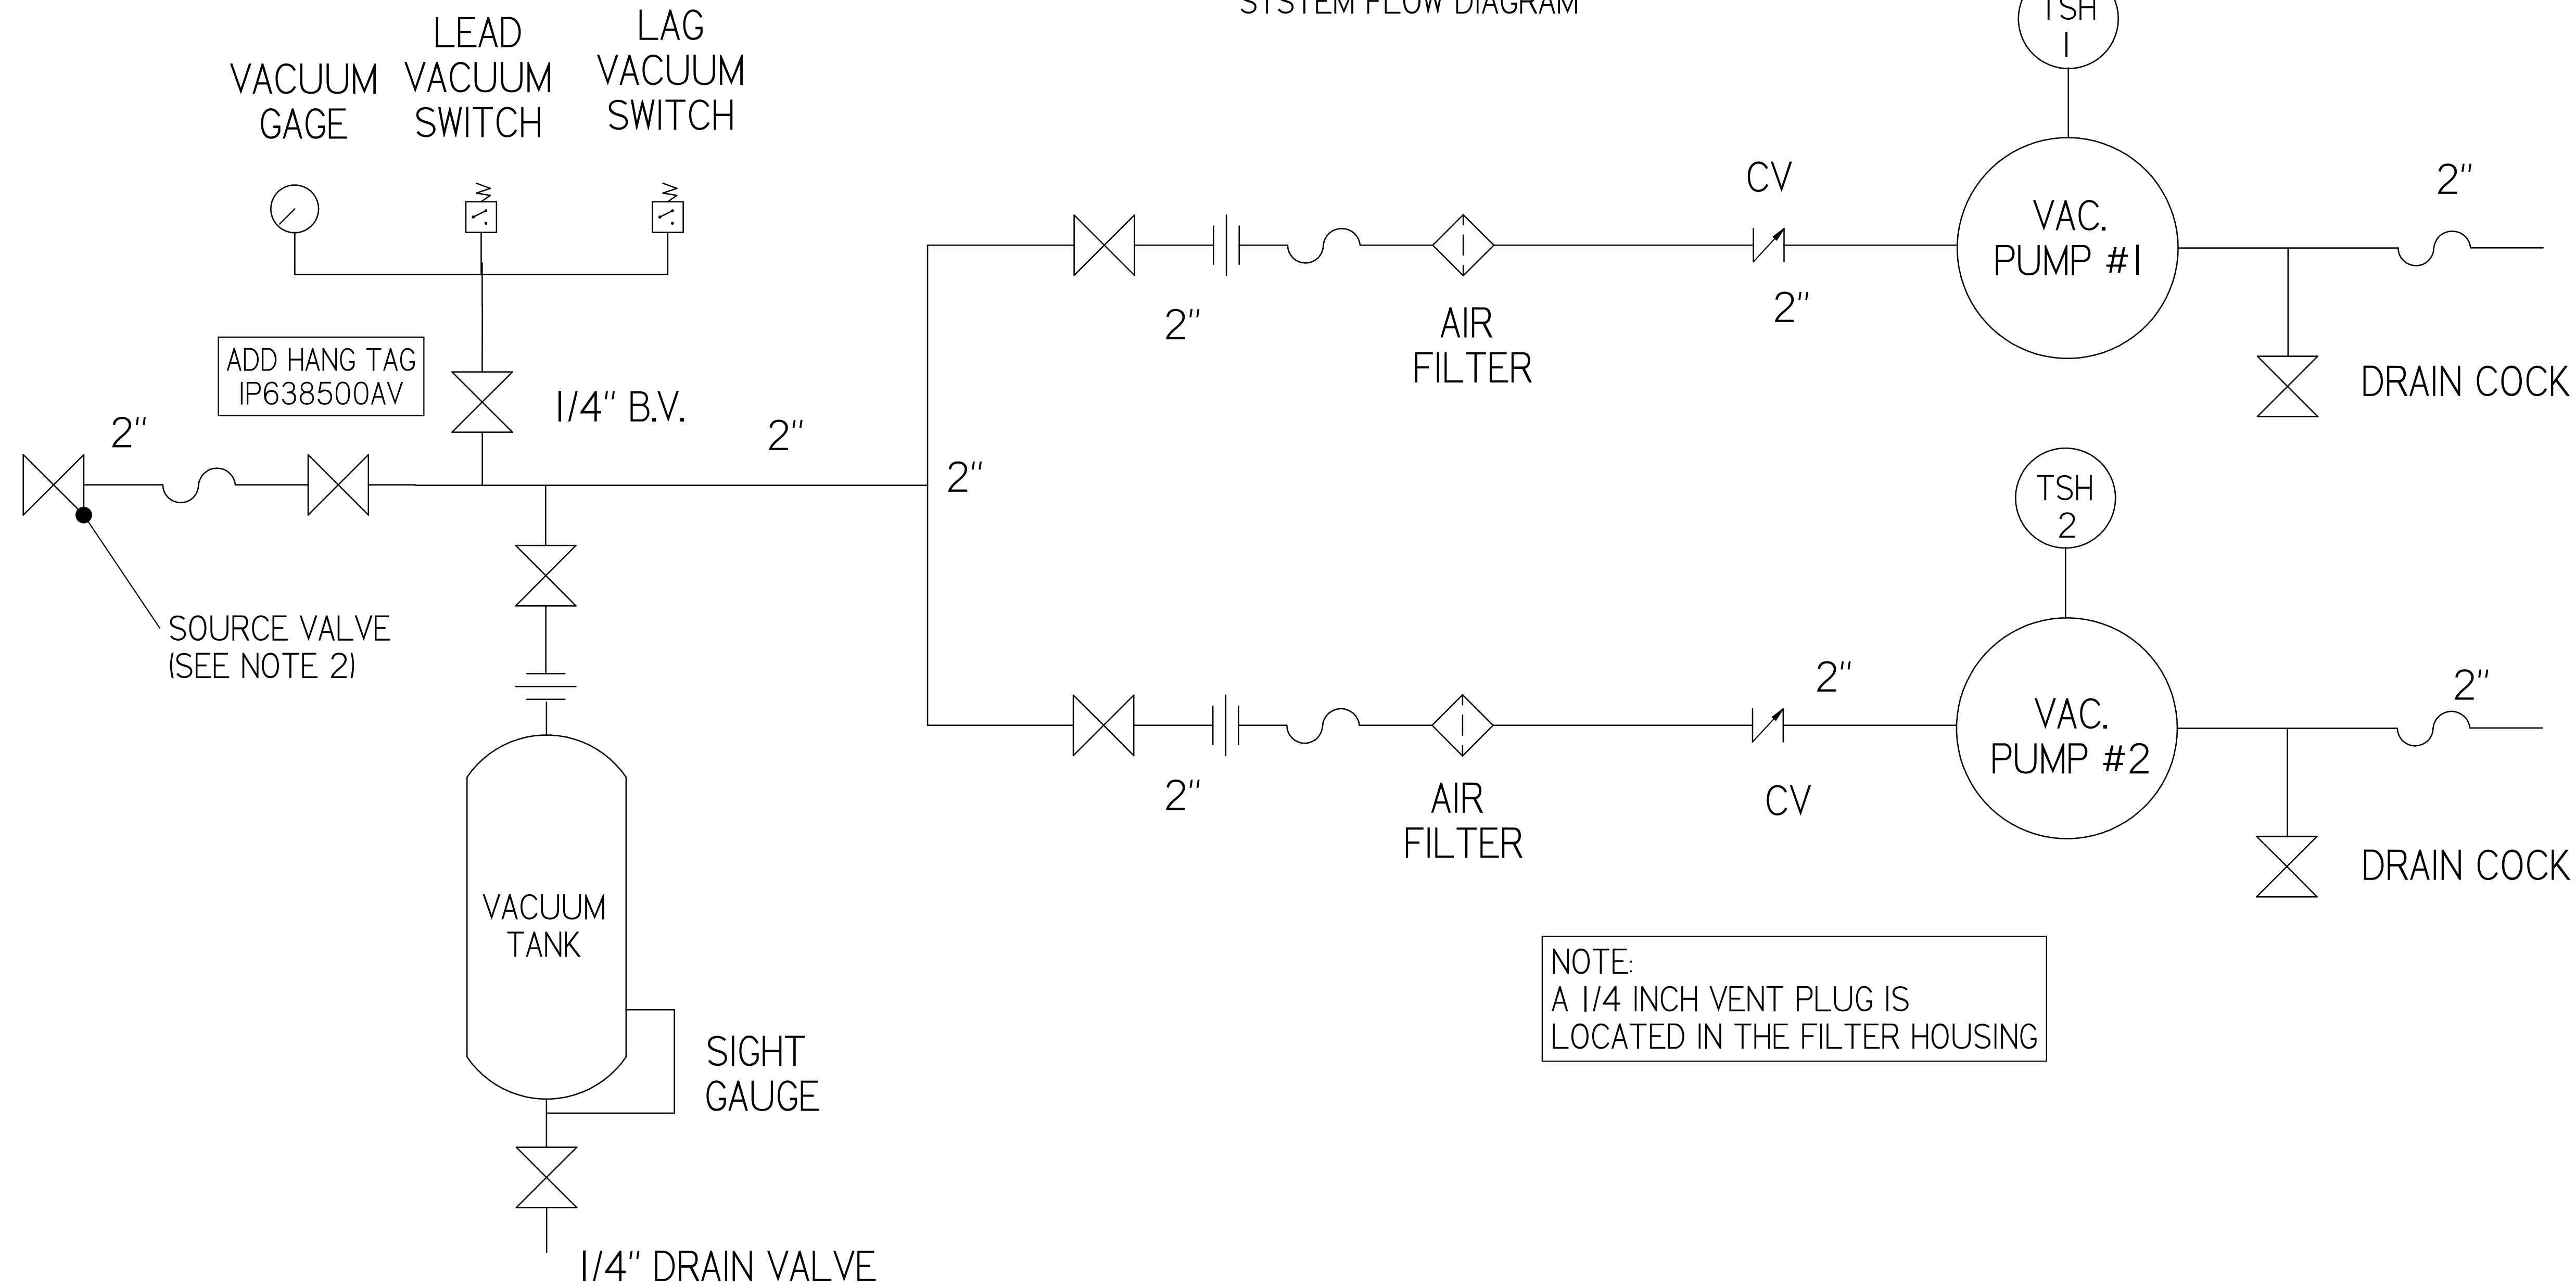 SYSTEM FLOW DIAGRAM
VACUUM
GAGE
LEAD
VACUUM
SWITCH
LAG
VACUUM
SWITCH
TSH
1
CV
VAC.
PUMP #1
2"
2"
AIR
FILTER
2"
DRAIN COCK
ADD HANG TAG
IP638500AV
1/4" B.V.
2"
2"
2"
TSH
2
SOURCE VALVE
(SEE NOTE 2)
2"
AIR
FILTER
2"
CV
VAC.
PUMP #2
2"
DRAIN COCK
VACUUM
TANK
SIGHT
GAUGE
NOTE:
A 1/4 INCH VENT PLUG IS
LOCATED IN THE FILTER HOUSING
1/4" DRAIN VALVE